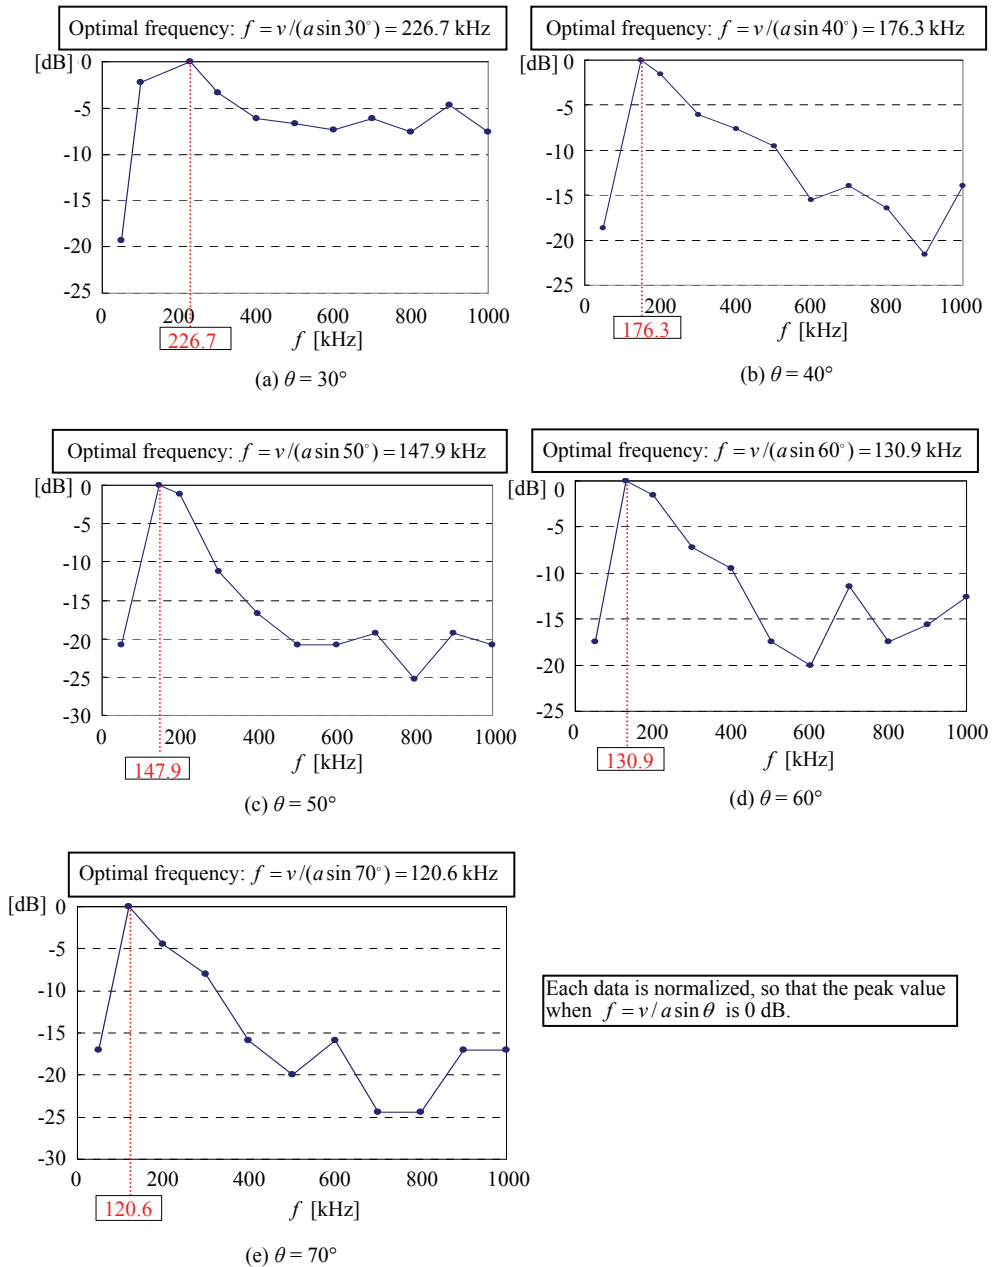 Optimal frequency: f = v/(a sin 30°) = 226.7 kHz
[dB]
0
-5
-10
-15
-20
-25
0 200 400 600 800 1000
226.7
f [kHz]
(a) θ = 30°
Optimal frequency: f = v/(a sin 40°) = 176.3 kHz
[dB]
0
-5
-10
-15
-20
-25
0 200 400 600 800 1000
176.3
f [kHz]
(b) θ = 40°
Optimal frequency: f = v/(a sin 50°) = 147.9 kHz
[dB]
0
-5
-10
-15
-20
-25
-30
0 200 400 600 800 1000
147.9
f [kHz]
(c) θ = 50°
Optimal frequency: f = v/(a sin 60°) = 130.9 kHz
[dB]
0
-5
-10
-15
-20
-25
0 200 400 600 800 1000
130.9
f [kHz]
(d) θ = 60°
Optimal frequency: f = v/(a sin 70°) = 120.6 kHz
[dB]
0
-5
-10
-15
-20
-25
-30
0 200 400 600 800 1000
120.6
f [kHz]
(e) θ = 70°
Each data is normalized, so that the peak value
when f = v/a sin θ is 0 dB.